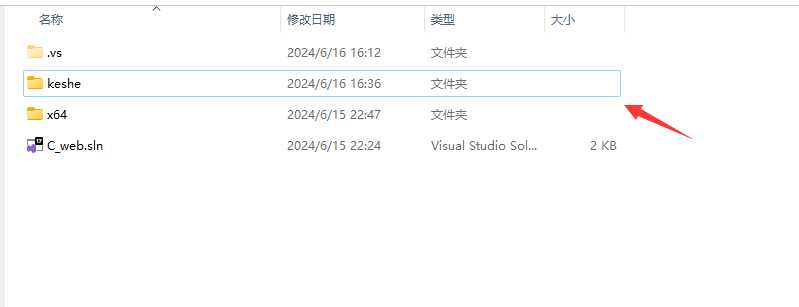 名称 修改日期 类型 大小
.vs 2024/6/16 16:12 文件夹
keshe 2024/6/16 16:36 文件夹
x64 2024/6/15 22:47 文件夹
C_web.sln 2024/6/15 22:24 Visual Studio Sol... 2 KB